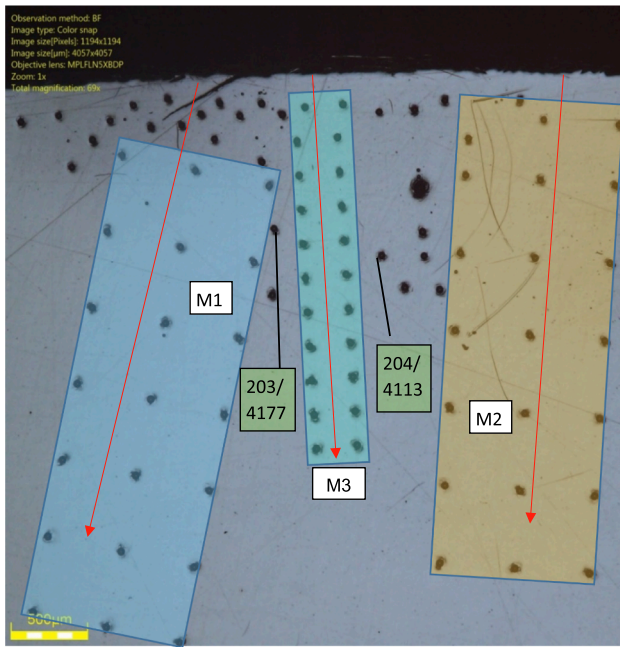 Observation method: BF
Image type: Color snap
Image size[Pixels]: 1194x1194
Image size[µm]: 4057x4057
Objective lens: MPLFLN5XBDP
Zoom: 1x
Total magnification: 69x
M1
203/
4177
204/
4113
M2
M3
500µm